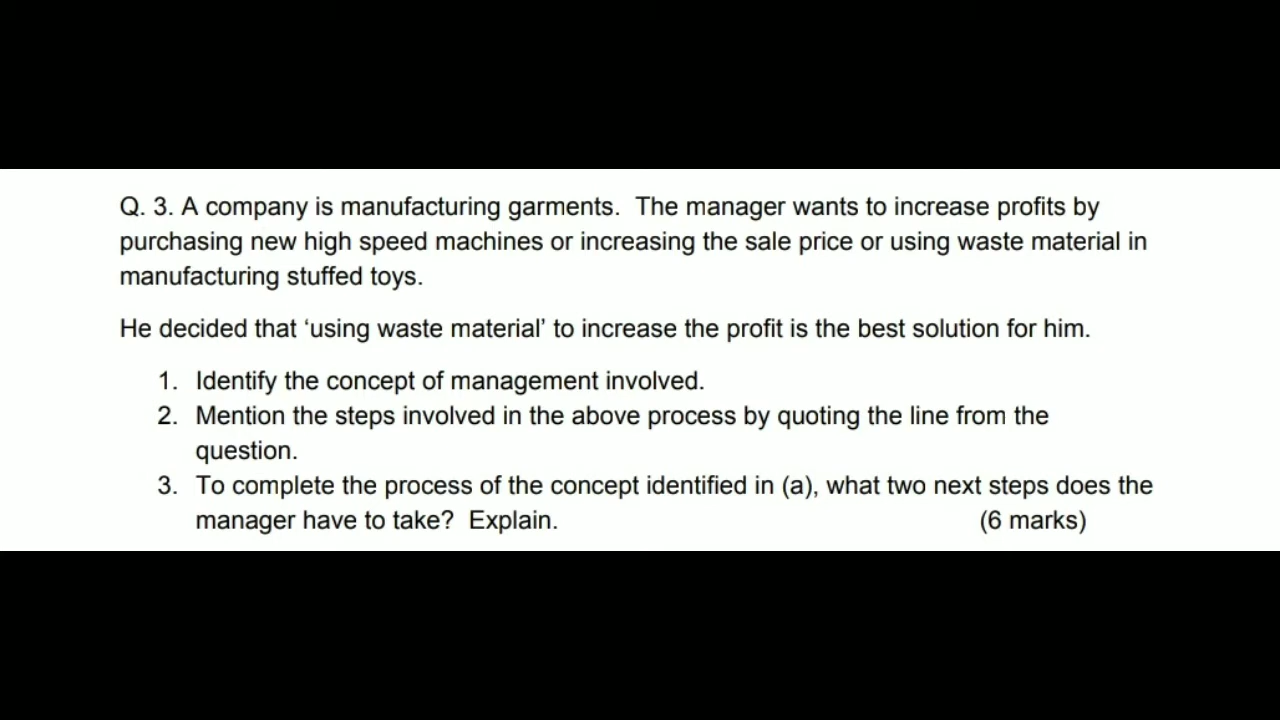 Q. 3. A company is manufacturing garments.  The manager wants to increase profits by
purchasing new high speed machines or increasing the sale price or using waste material in
manufacturing stuffed toys.
He decided that ‘using waste material’ to increase the profit is the best solution for him.
1. Identify the concept of management involved.
2. Mention the steps involved in the above process by quoting the line from the
question.
3. To complete the process of the concept identified in (a), what two next steps does the
manager have to take?  Explain. (6 marks)